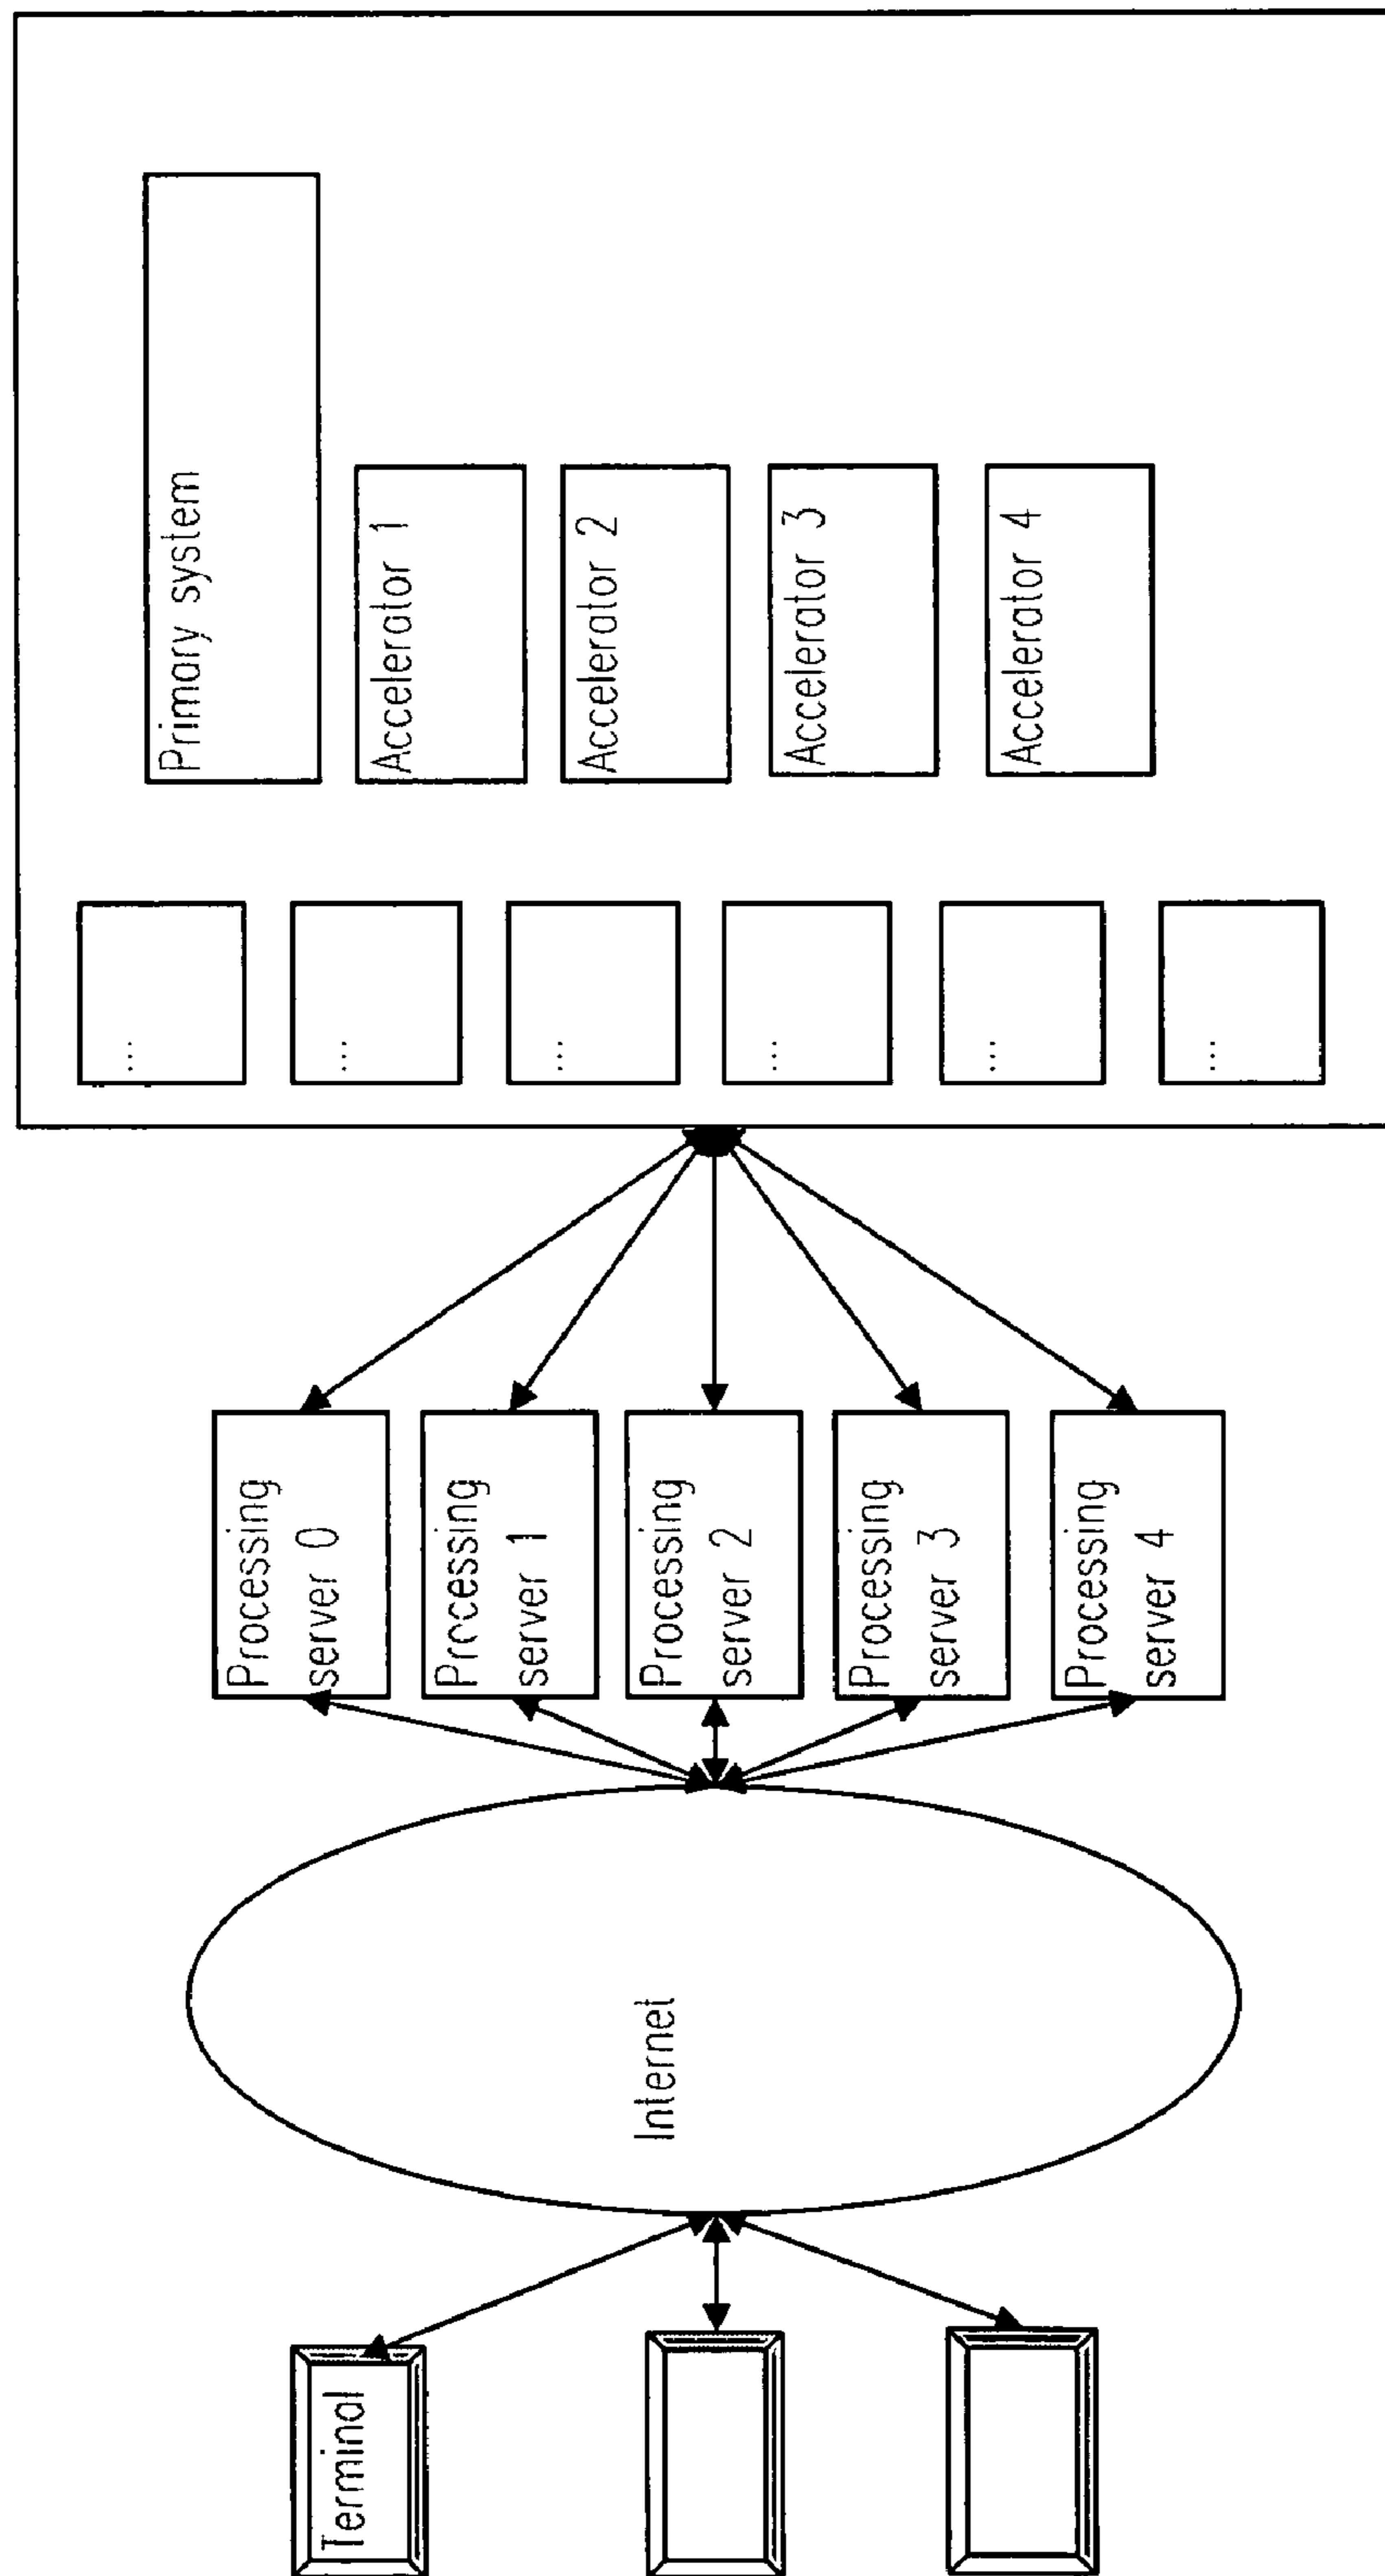 Terminal
Internet
Processing
server 0
Processing
server 1
Processing
server 2
Processing
server 3
Processing
server 4
...
...
...
...
...
...
Primary system
Accelerator 1
Accelerator 2
Accelerator 3
Accelerator 4